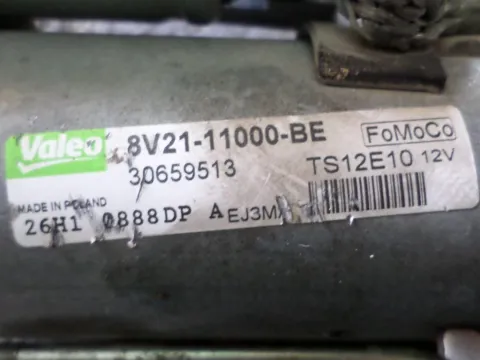 Valeo 8V21-11000-BE FoMoCo
30659513 TS12E10 12V
MADE IN POLAND
26H1 0888DP A EJ3M